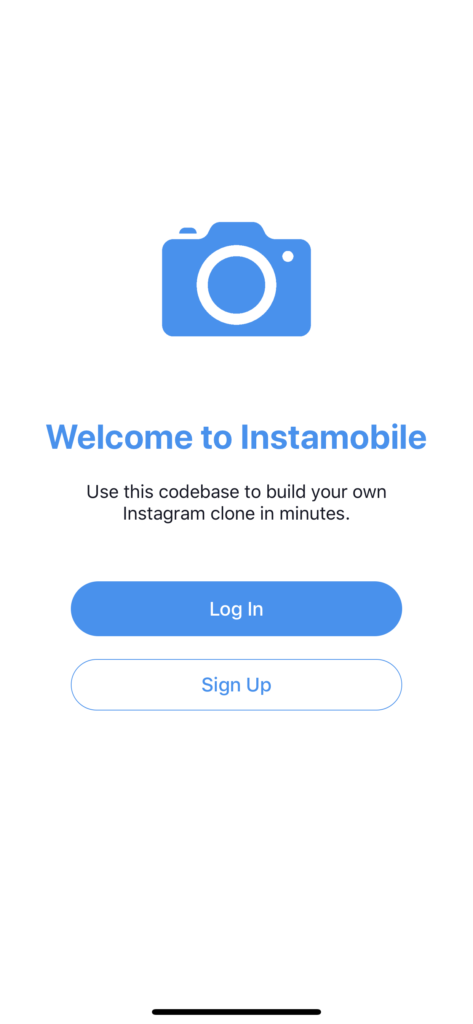 Welcome to Instamobile
Use this codebase to build your own
Instagram clone in minutes.
Log In
Sign Up